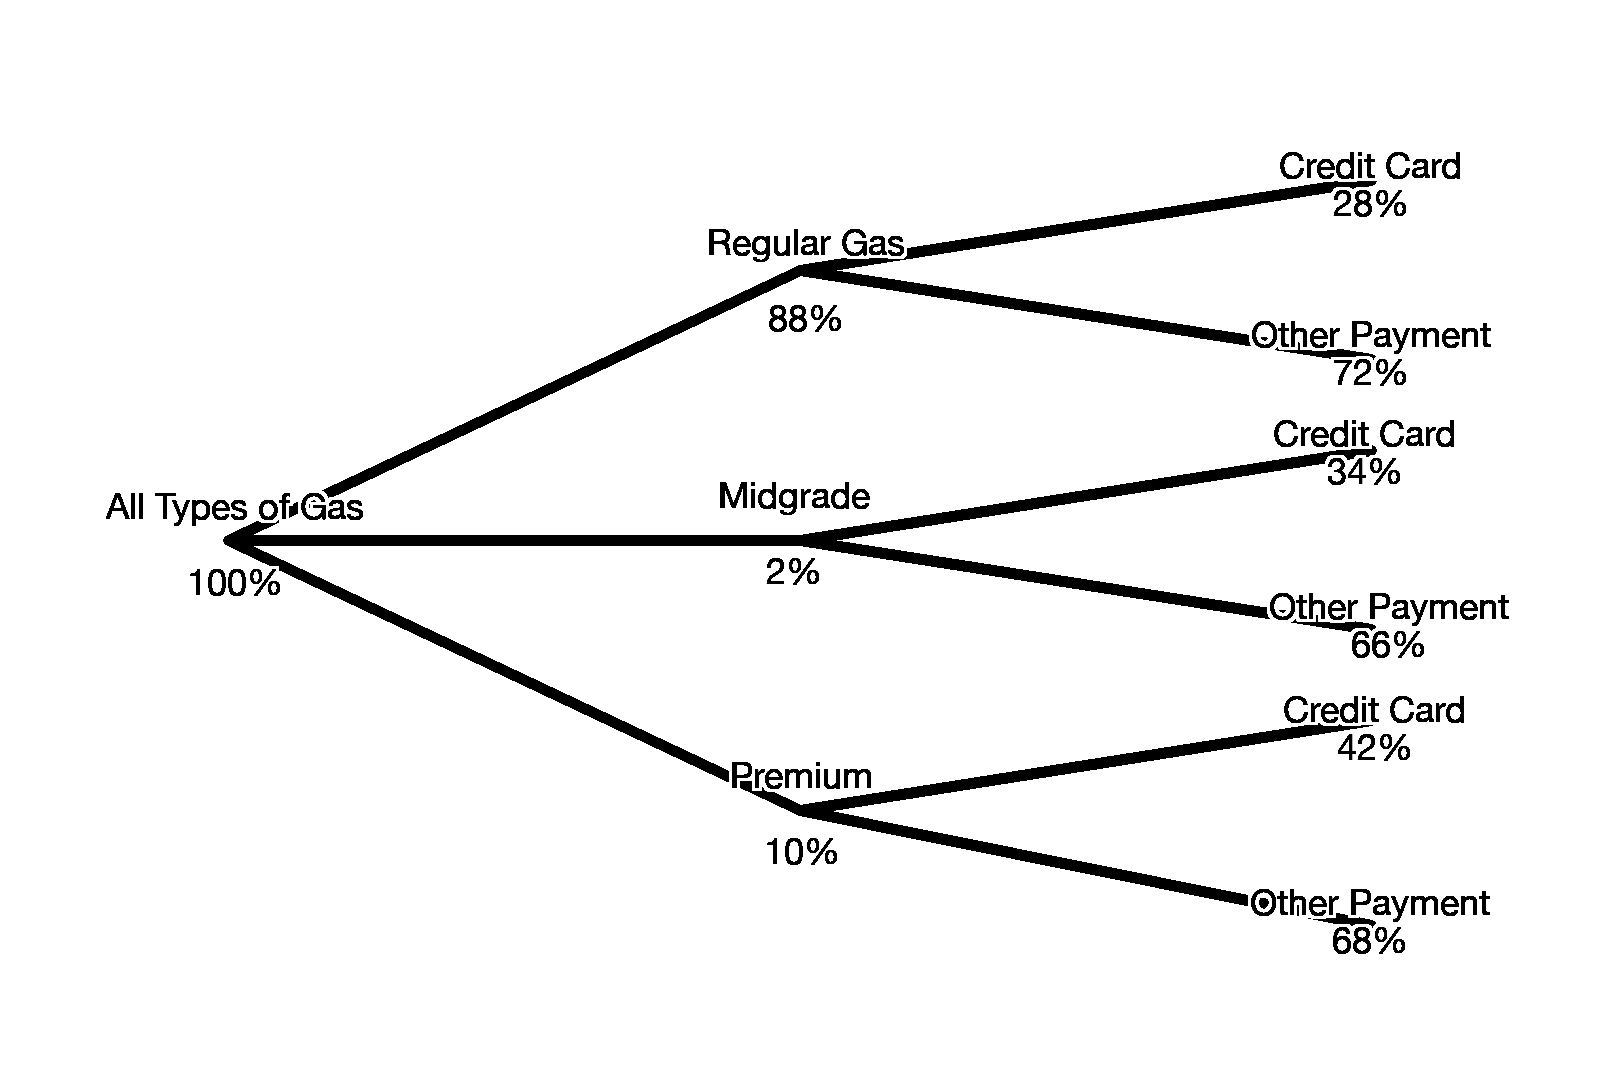 All Types of Gas
100%
Regular Gas
88%
Credit Card
28%
Other Payment
72%
Midgrade
2%
Credit Card
34%
Other Payment
66%
Premium
10%
Credit Card
42%
Other Payment
68%